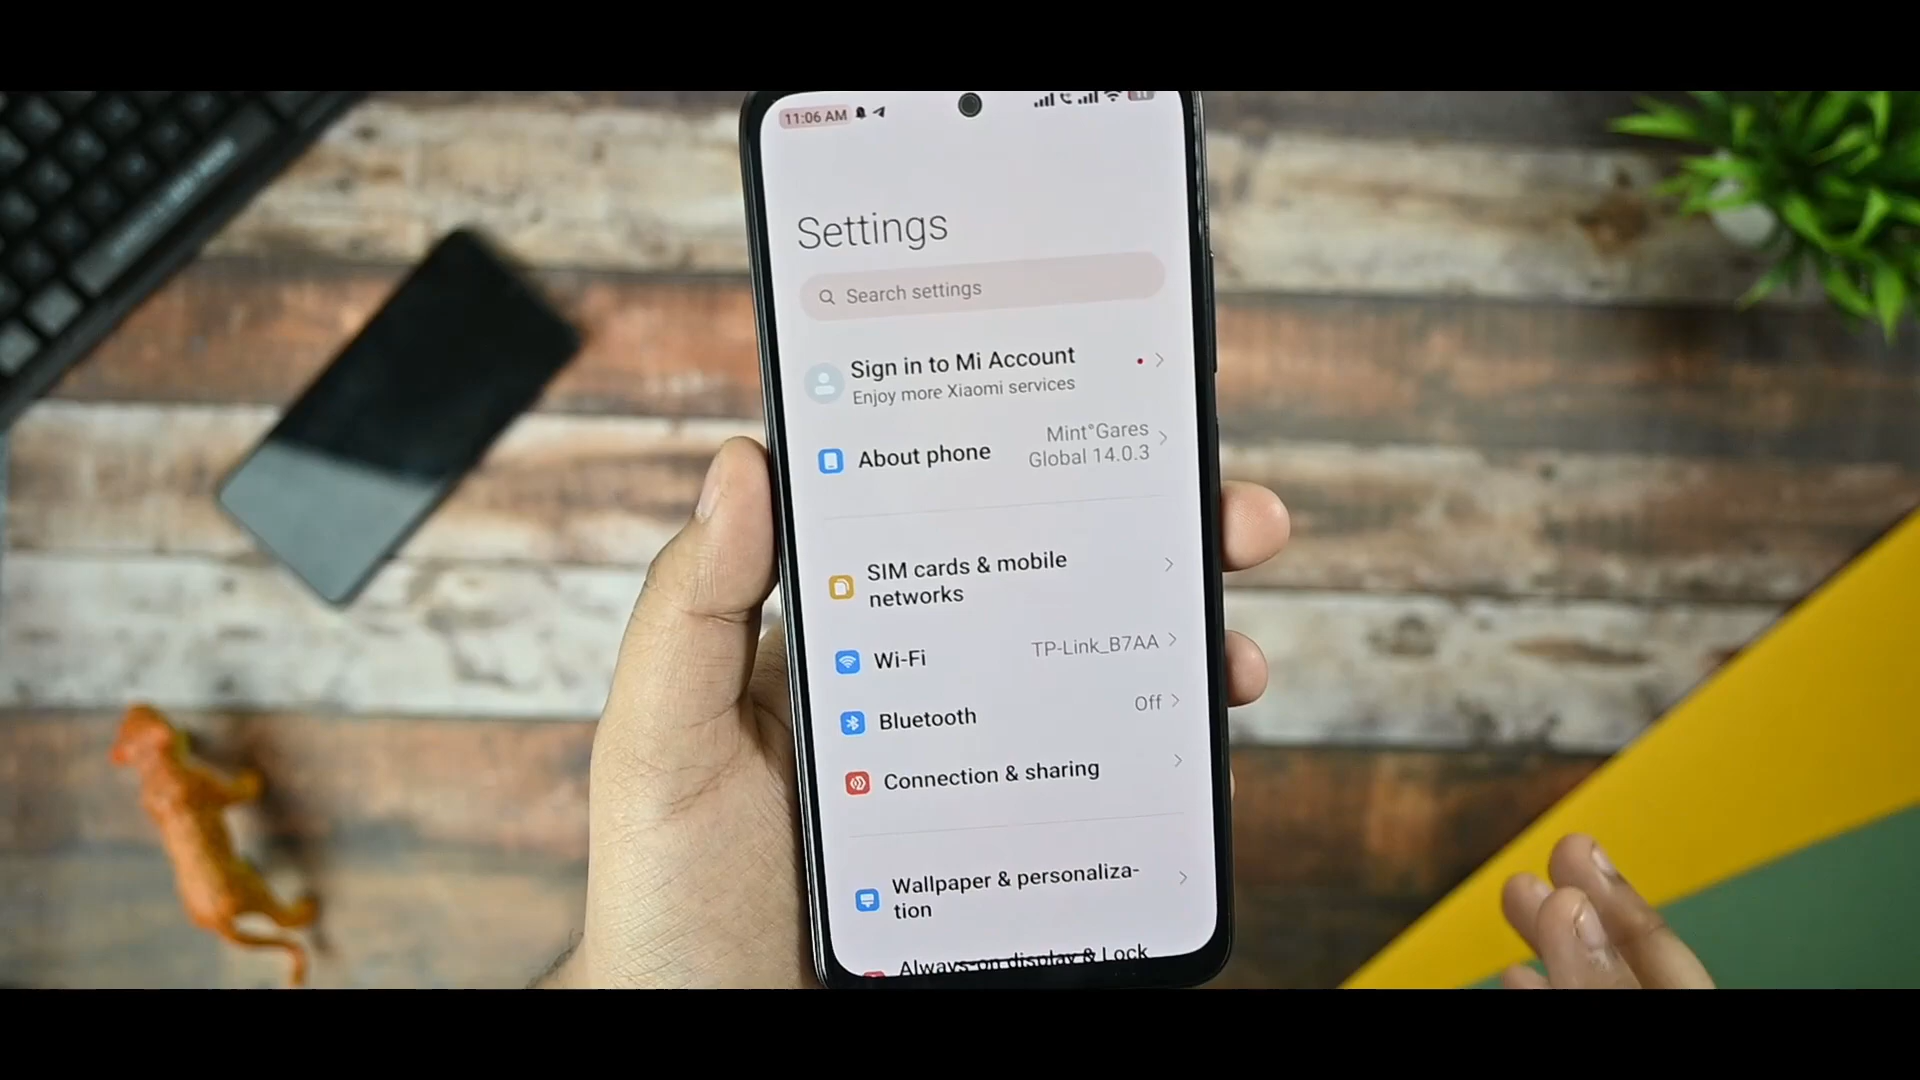 11:06 AM
Settings
Search settings
Sign in to Mi Account
Enjoy more Xiaomi services
About phone
Mint°Gares
Global 14.0.3
SIM cards & mobile
networks
Wi-Fi
TP-Link_B7AA
Bluetooth
Off
Connection & sharing
Wallpaper & personaliza-
tion
Always-on display & Lock